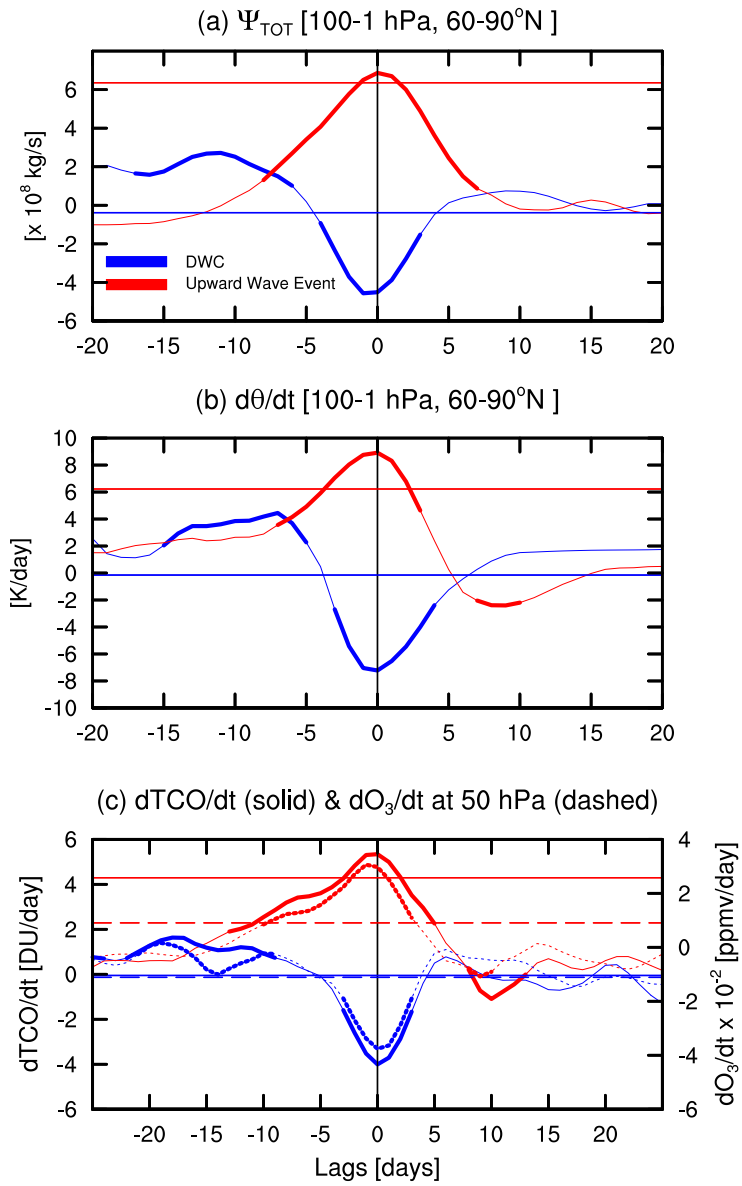 (a) Ψ_TOT [100-1 hPa, 60-90°N ]
[x 10⁸ kg/s]
6
4
2
0
-2
-4
-6
DWC
Upward Wave Event
-20 -15 -10 -5 0 5 10 15 20
(b) dθ/dt [100-1 hPa, 60-90°N ]
[K/day]
10
8
6
4
2
0
-2
-4
-6
-8
-10
-20 -15 -10 -5 0 5 10 15 20
(c) dTCO/dt (solid) & dO₃/dt at 50 hPa (dashed)
dTCO/dt [DU/day]
6
4
2
0
-2
-4
-6
4
2
0
-2
-4
-6
dO₃/dt x 10⁻² [ppmv/day]
-20 -15 -10 -5 0 5 10 15 20
Lags [days]